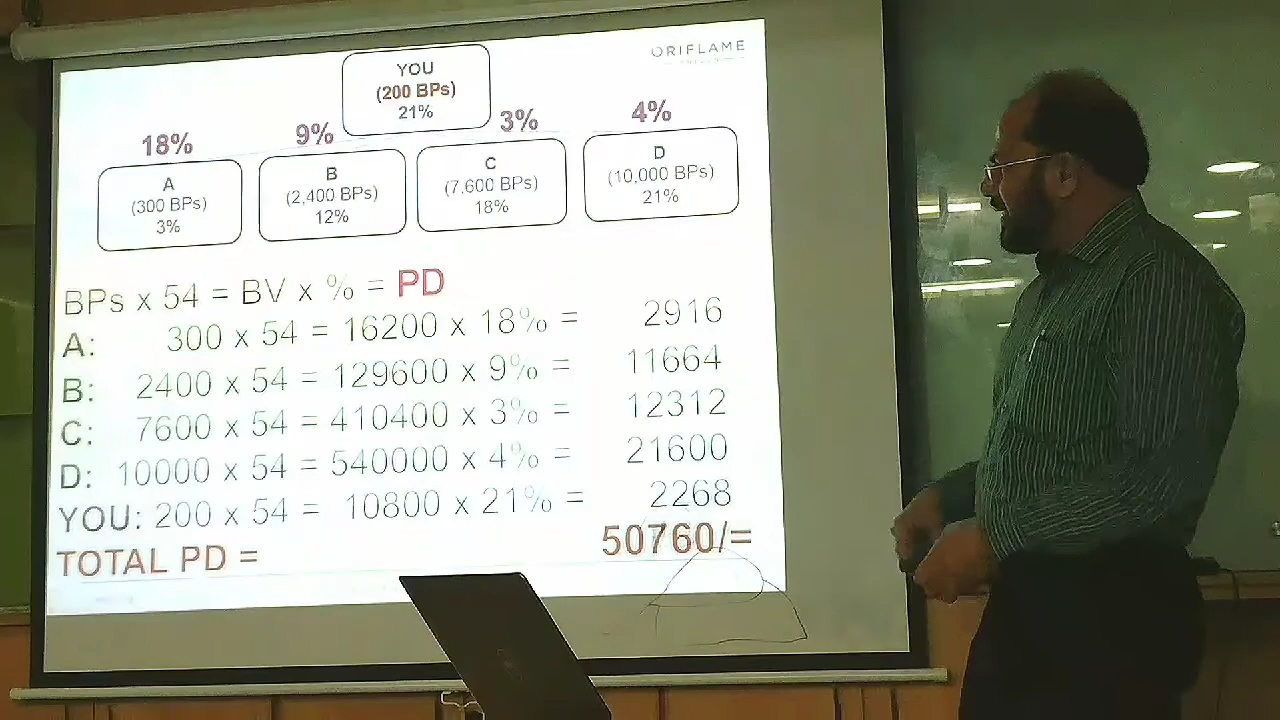 ORIFLAME
YOU
(200 BPs)
21%
18%
9%
3%
4%
A
(300 BPs)
3%
B
(2,400 BPs)
12%
C
(7,600 BPs)
18%
D
(10,000 BPs)
21%
BPs x 54 = BV x % = PD
A: 300 x 54 = 16200 x 18% = 2916
B: 2400 x 54 = 129600 x 9% = 11664
C: 7600 x 54 = 410400 x 3% = 12312
D: 10000 x 54 = 540000 x 4% = 21600
YOU: 200 x 54 = 10800 x 21% = 2268
TOTAL PD = 50760/=